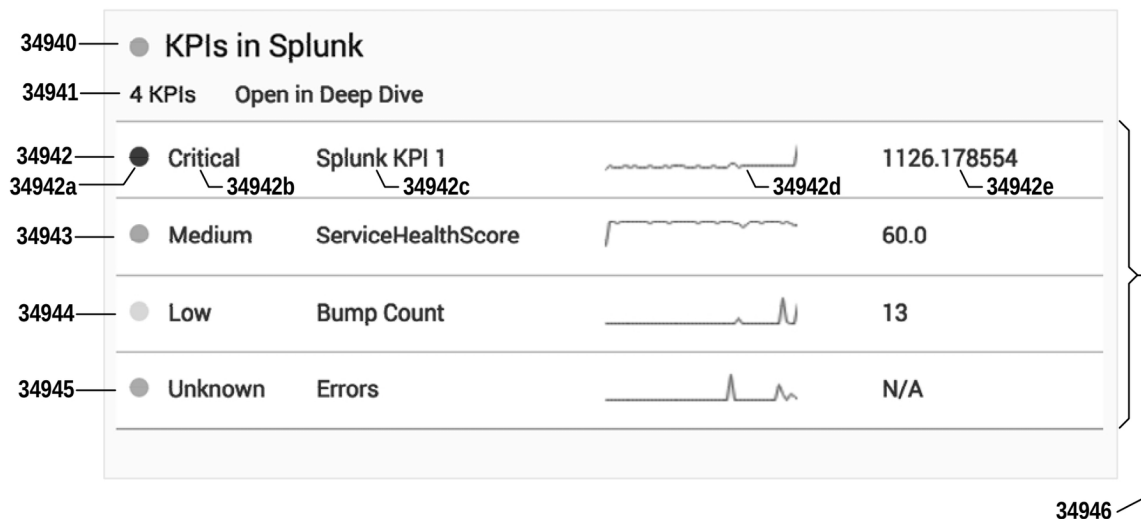 34940 KPIs in Splunk
34941 4 KPIs Open in Deep Dive
34942 Critical Splunk KPI 1 1126.178554
34942a 34942b 34942c 34942d 34942e
34943 Medium ServiceHealthScore 60.0
34944 Low Bump Count 13
34945 Unknown Errors N/A
34946